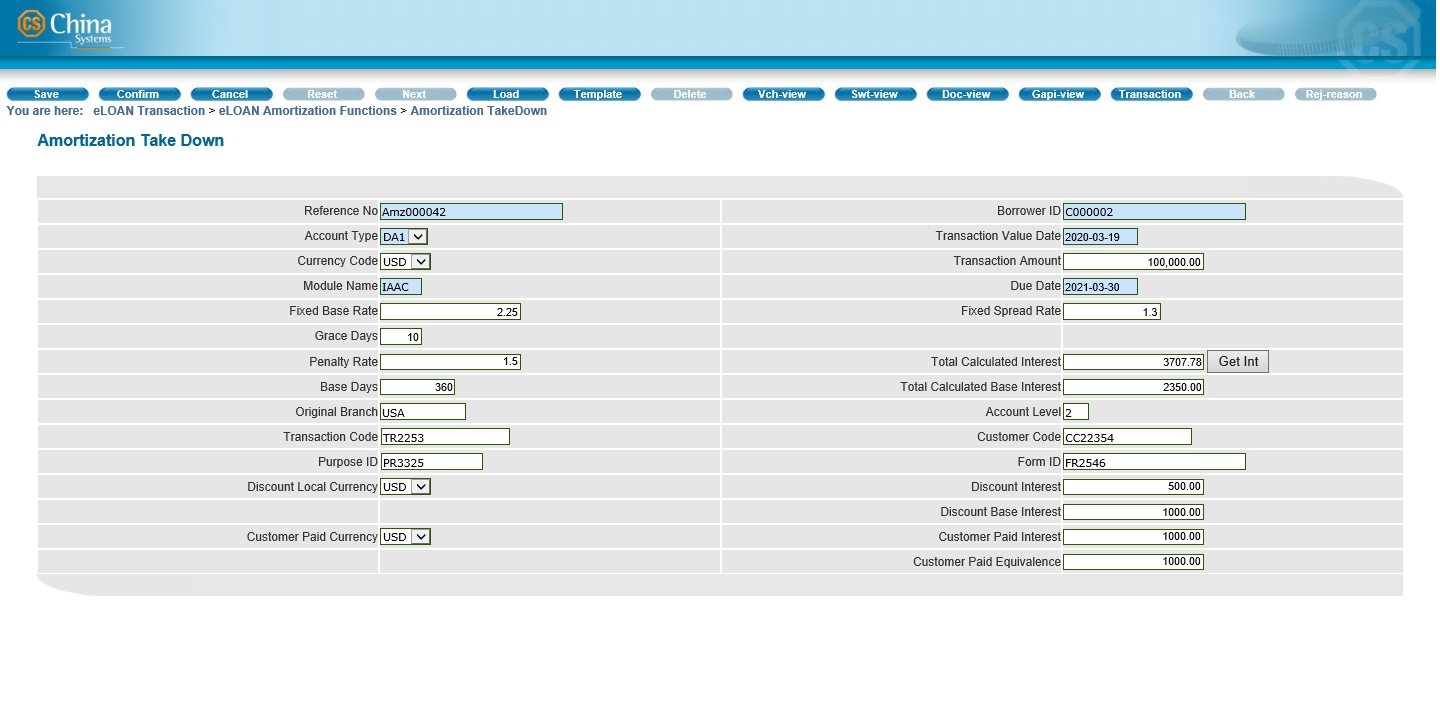 CS China
Systems
CS
Save Confirm Cancel Reset Next Load Template Delete Vch-view Swt-view Doc-view Gapi-view Transaction Back Rej-reason
You are here: eLOAN Transaction > eLOAN Amortization Functions > Amortization TakeDown
Amortization Take Down
Reference No Amz000042 Borrower ID C000002
Account Type DA1 Transaction Value Date 2020-03-19
Currency Code USD Transaction Amount 100,000.00
Module Name IAAC Due Date 2021-03-30
Fixed Base Rate 2.25 Fixed Spread Rate 1.3
Grace Days 10
Penalty Rate 1.5 Total Calculated Interest 3707.78 Get Int
Base Days 360 Total Calculated Base Interest 2350.00
Original Branch USA Account Level 2
Transaction Code TR2253 Customer Code CC22354
Purpose ID PR3325 Form ID FR2546
Discount Local Currency USD Discount Interest 500.00
Discount Base Interest 1000.00
Customer Paid Currency USD Customer Paid Interest 1000.00
Customer Paid Equivalence 1000.00